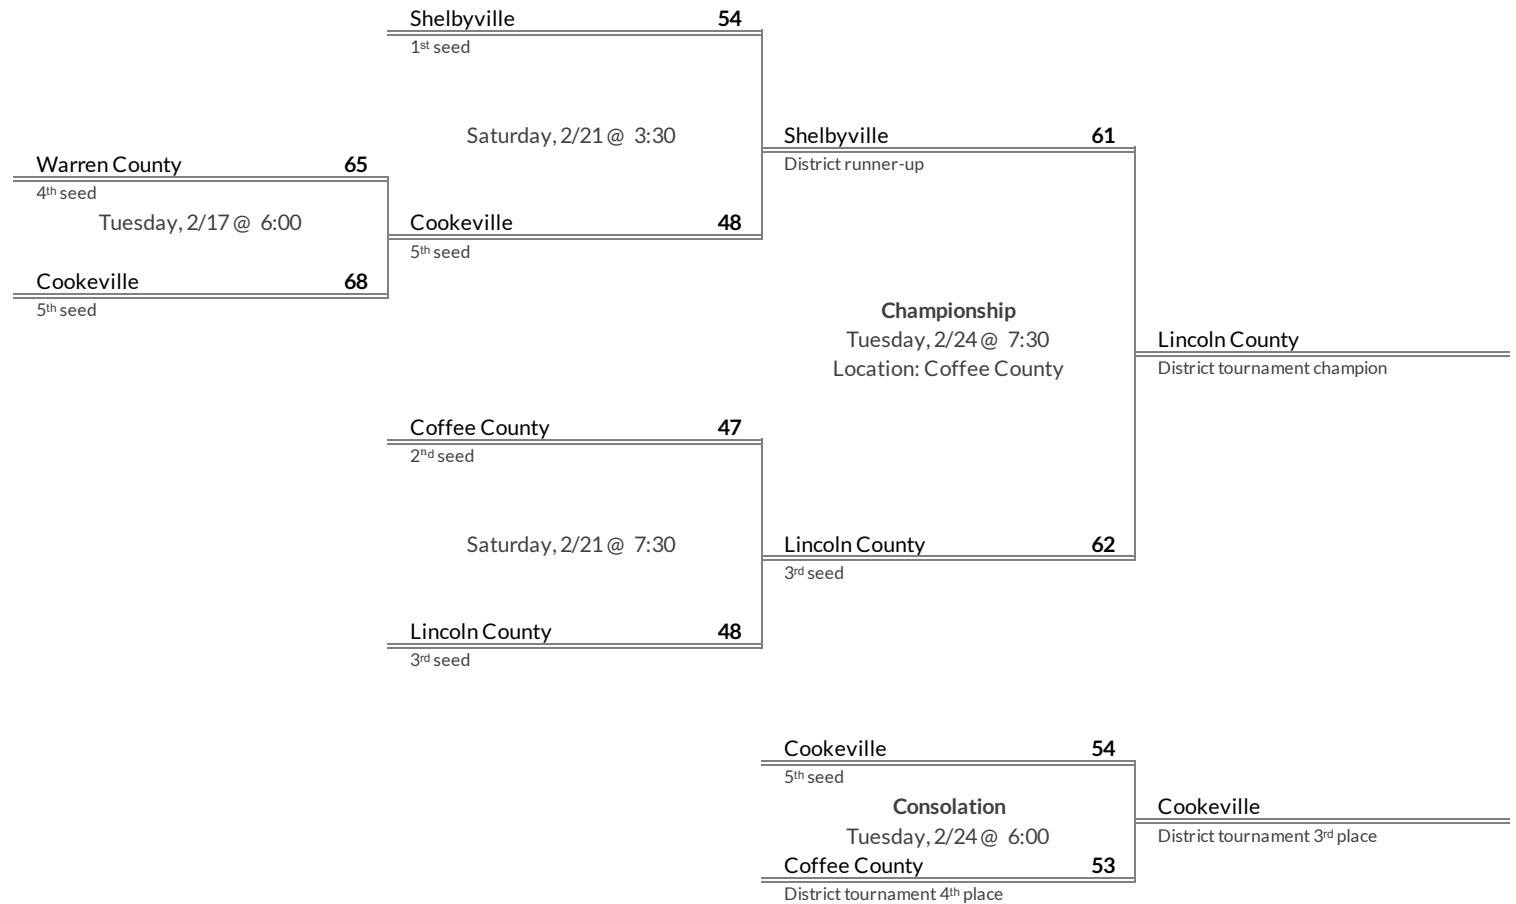 Shelbyville 54
1st seed
Saturday, 2/21 @ 3:30
Warren County 65
4th seed
Tuesday, 2/17 @ 6:00
Cookeville 68
5th seed
Cookeville 48
5th seed
Shelbyville 61
District runner-up
Championship
Tuesday, 2/24 @ 7:30
Location: Coffee County
Lincoln County
District tournament champion
Coffee County 47
2nd seed
Saturday, 2/21 @ 7:30
Lincoln County 48
3rd seed
Lincoln County 62
3rd seed
Cookeville 54
5th seed
Consolation
Tuesday, 2/24 @ 6:00
Coffee County 53
District tournament 4th place
Cookeville
District tournament 3rd place